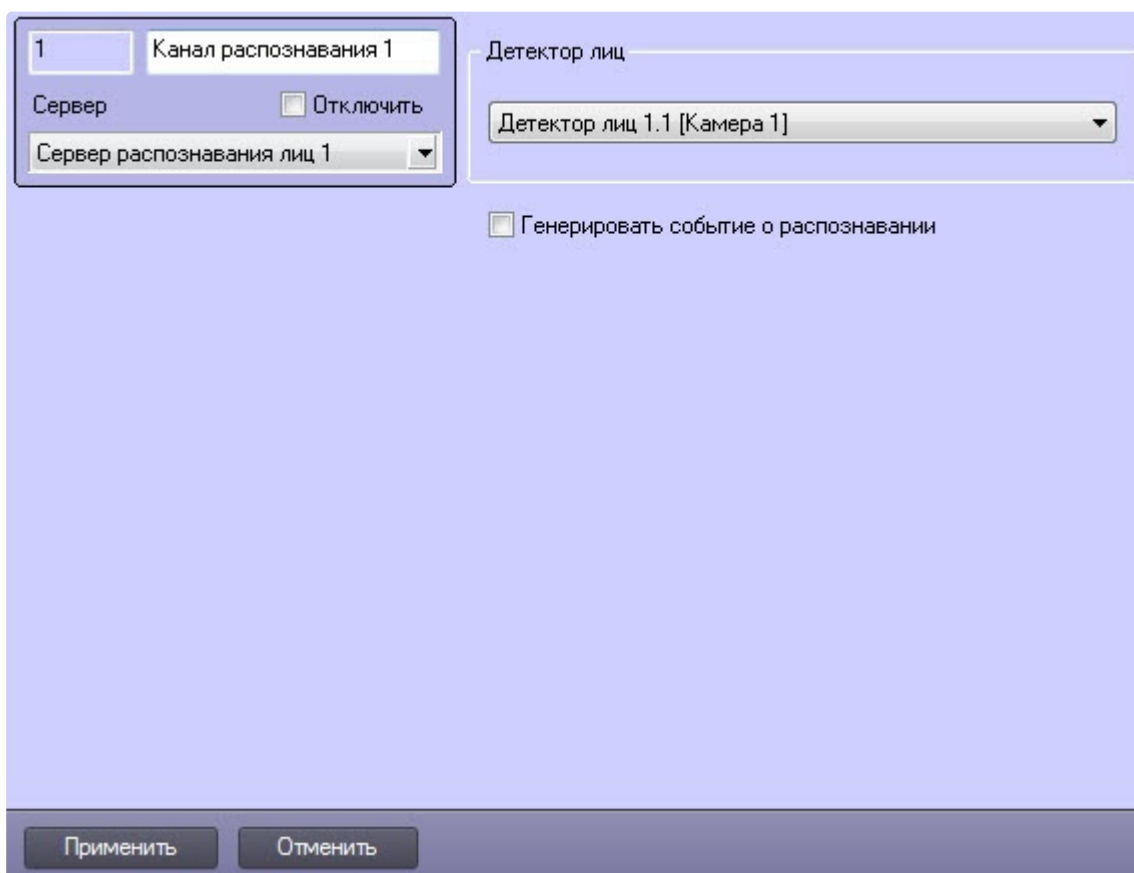 1
Канал распознавания 1
Сервер
Отключить
Сервер распознавания лиц 1
Детектор лиц
Детектор лиц 1.1 [Камера 1]
Генерировать событие о распознавании
Применить
Отменить